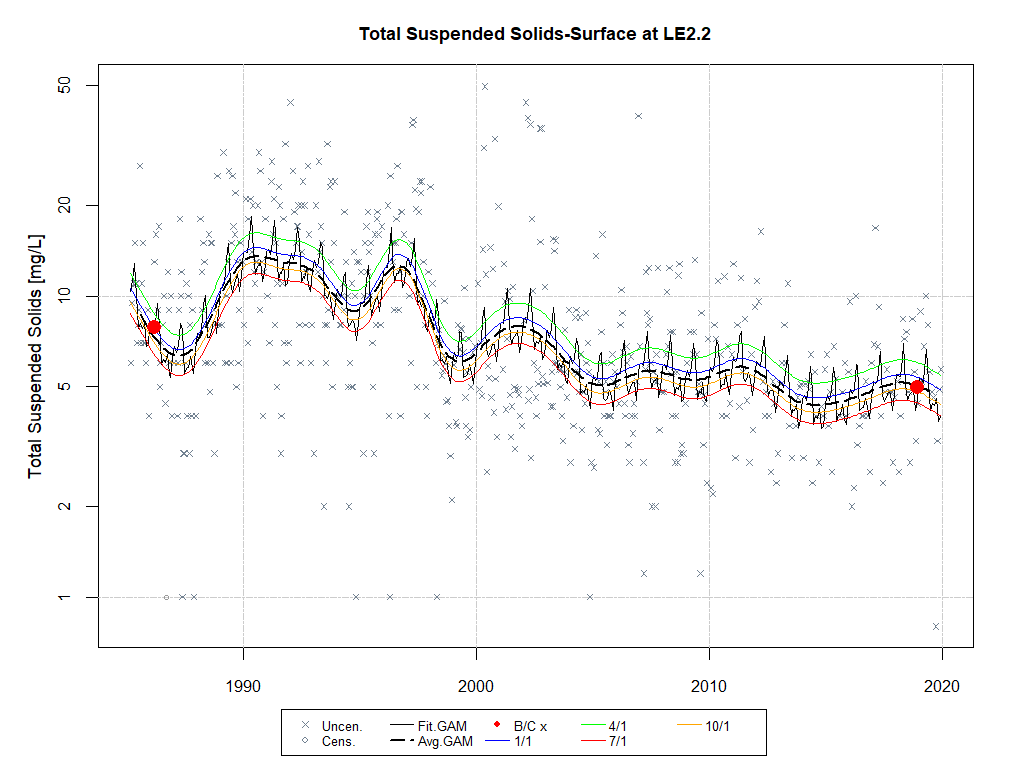 Total Suspended Solids-Surface at LE2.2
Total Suspended Solids [mg/L]
50
20
10
5
2
1
1990 2000 2010 2020
Uncen. Fit.GAM B/C x 4/1 10/1
Cens. Avg.GAM 1/1 7/1